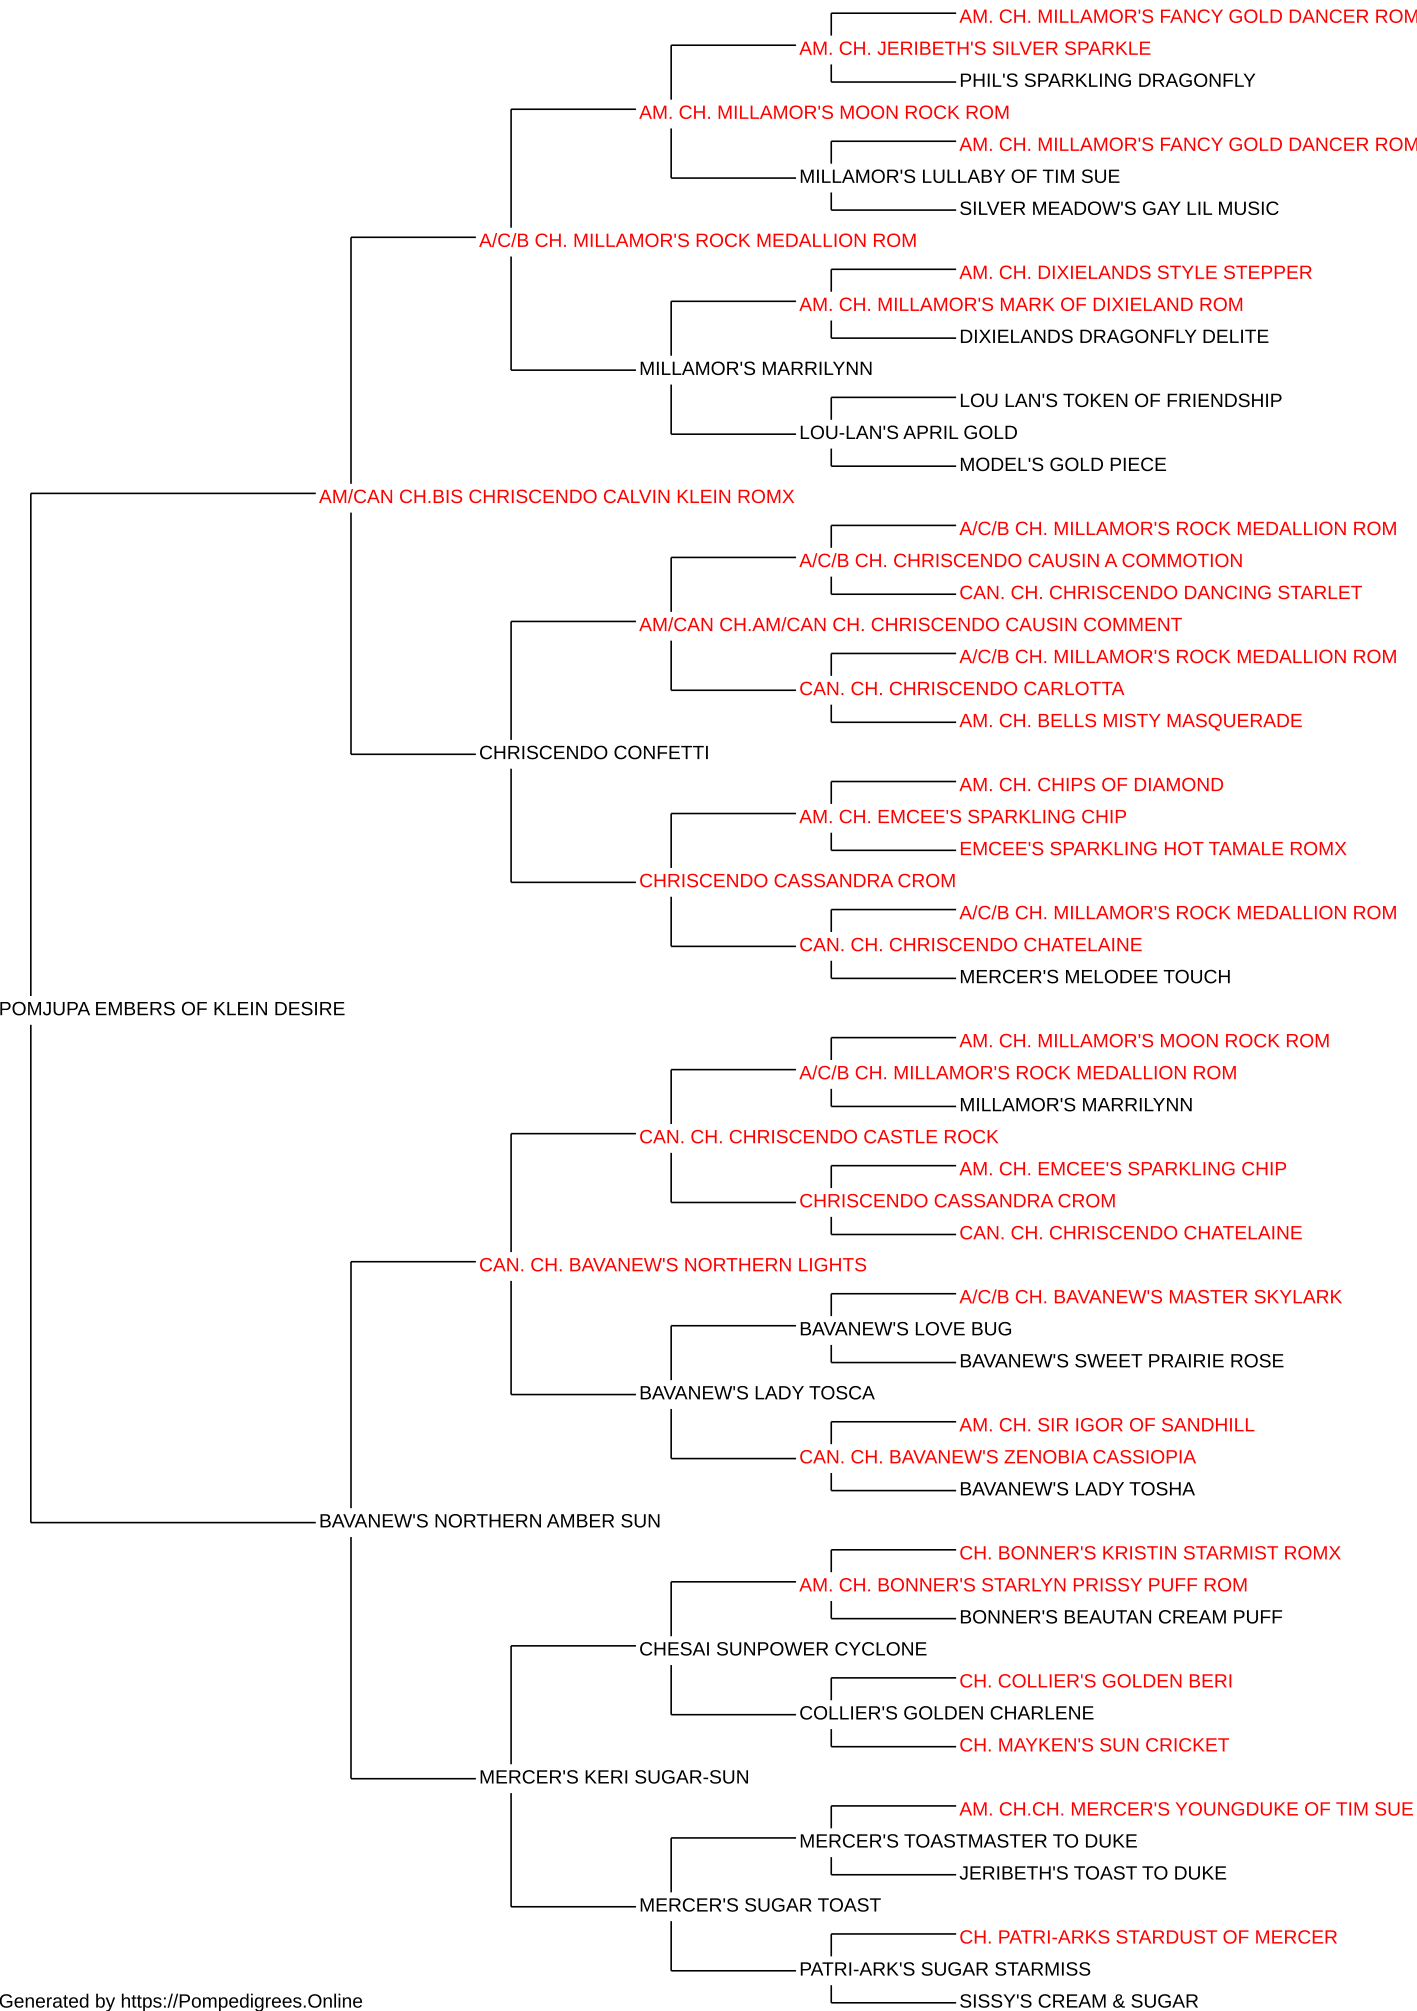 AM. CH. MILLAMOR'S FANCY GOLD DANCER ROM
AM. CH. JERIBETH'S SILVER SPARKLE
PHIL'S SPARKLING DRAGONFLY
AM. CH. MILLAMOR'S MOON ROCK ROM
AM. CH. MILLAMOR'S FANCY GOLD DANCER ROM
MILLAMOR'S LULLABY OF TIM SUE
SILVER MEADOW'S GAY LIL MUSIC
A/C/B CH. MILLAMOR'S ROCK MEDALLION ROM
AM. CH. DIXIELANDS STYLE STEPPER
AM. CH. MILLAMOR'S MARK OF DIXIELAND ROM
DIXIELANDS DRAGONFLY DELITE
MILLAMOR'S MARRILYNN
LOU LAN'S TOKEN OF FRIENDSHIP
LOU-LAN'S APRIL GOLD
MODEL'S GOLD PIECE
AM/CAN CH.BIS CHRISCENDO CALVIN KLEIN ROMX
A/C/B CH. MILLAMOR'S ROCK MEDALLION ROM
A/C/B CH. CHRISCENDO CAUSIN A COMMOTION
CAN. CH. CHRISCENDO DANCING STARLET
AM/CAN CH.AM/CAN CH. CHRISCENDO CAUSIN COMMENT
A/C/B CH. MILLAMOR'S ROCK MEDALLION ROM
CAN. CH. CHRISCENDO CARLOTTA
AM. CH. BELLS MISTY MASQUERADE
CHRISCENDO CONFETTI
AM. CH. CHIPS OF DIAMOND
AM. CH. EMCEE'S SPARKLING CHIP
EMCEE'S SPARKLING HOT TAMALE ROMX
CHRISCENDO CASSANDRA CROM
A/C/B CH. MILLAMOR'S ROCK MEDALLION ROM
CAN. CH. CHRISCENDO CHATELAINE
MERCER'S MELODEE TOUCH
POMJUPA EMBERS OF KLEIN DESIRE
AM. CH. MILLAMOR'S MOON ROCK ROM
A/C/B CH. MILLAMOR'S ROCK MEDALLION ROM
MILLAMOR'S MARRILYNN
CAN. CH. CHRISCENDO CASTLE ROCK
AM. CH. EMCEE'S SPARKLING CHIP
CHRISCENDO CASSANDRA CROM
CAN. CH. CHRISCENDO CHATELAINE
CAN. CH. BAVANEW'S NORTHERN LIGHTS
A/C/B CH. BAVANEW'S MASTER SKYLARK
BAVANEW'S LOVE BUG
BAVANEW'S SWEET PRAIRIE ROSE
BAVANEW'S LADY TOSCA
AM. CH. SIR IGOR OF SANDHILL
CAN. CH. BAVANEW'S ZENOBIA CASSIOPIA
BAVANEW'S LADY TOSHA
BAVANEW'S NORTHERN AMBER SUN
CH. BONNER'S KRISTIN STARMIST ROMX
AM. CH. BONNER'S STARLYN PRISSY PUFF ROM
BONNER'S BEAUTAN CREAM PUFF
CHESAI SUNPOWER CYCLONE
CH. COLLIER'S GOLDEN BERI
COLLIER'S GOLDEN CHARLENE
CH. MAYKEN'S SUN CRICKET
MERCER'S KERI SUGAR-SUN
AM. CH.CH. MERCER'S YOUNGDUKE OF TIM SUE
MERCER'S TOASTMASTER TO DUKE
JERIBETH'S TOAST TO DUKE
MERCER'S SUGAR TOAST
CH. PATRI-ARKS STARDUST OF MERCER
PATRI-ARK'S SUGAR STARMISS
SISSY'S CREAM & SUGAR
Generated by https://Pompedigrees.Online